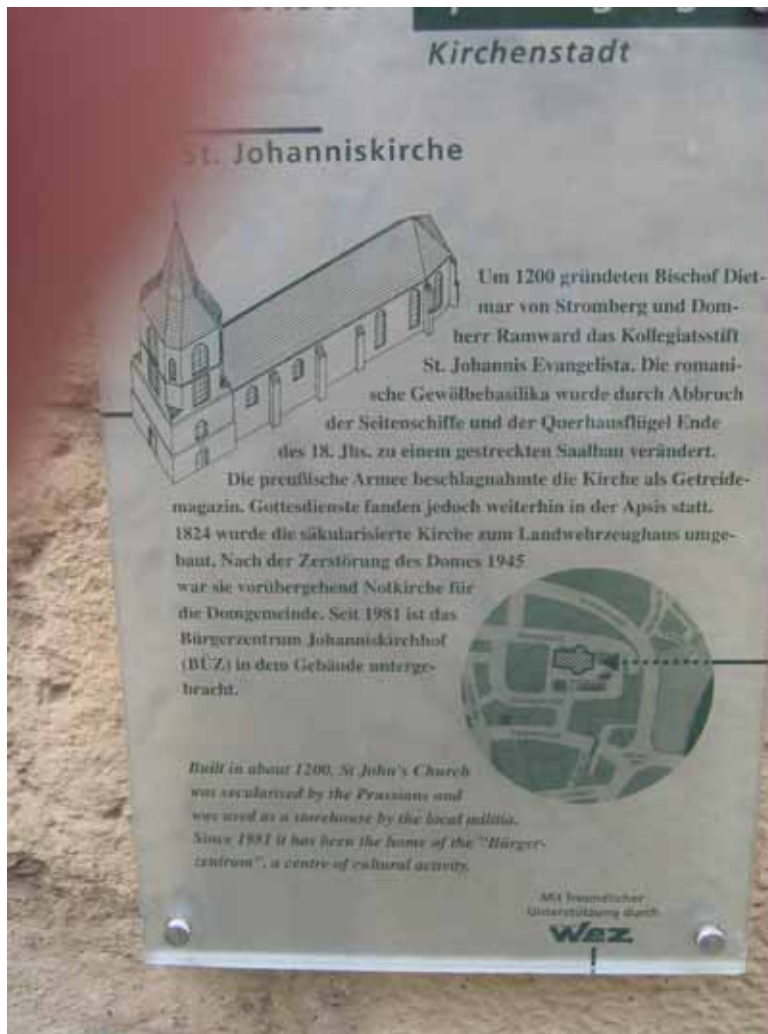 Kirchenstadt
St. Johanniskirche
Um 1200 gründeten Bischof Diet-
mar von Stromberg und Dom-
herr Ramward das Kollegiatsstift
St. Johannis Evangelista. Die romani-
sche Gewölbebasilika wurde durch Abbruch
der Seitenschiffe und der Querhausflügel Ende
des 18. Jhs. zu einem gestreckten Saalbau verändert.
Die preußische Armee beschlagnahmte die Kirche als Getreide-
magazin. Gottesdienste fanden jedoch weiterhin in der Apsis statt.
1824 wurde die säkularisierte Kirche zum Landwehrzeughaus umge-
baut. Nach der Zerstörung des Domes 1945
war sie vorübergehend Notkirche für
die Domgemeinde. Seit 1981 ist das
Bürgerzentrum Johanniskirchhof
(BÜZ) in dem Gebäude unterge-
bracht.
Built in about 1200, St John's Church
was secularised by the Prussians and
was used as a storehouse by the local militia.
Since 1981 it has been the home of the "Bürger-
zentrum", a centre of cultural activity.
Mit freundlicher
Unterstützung durch
WEZ